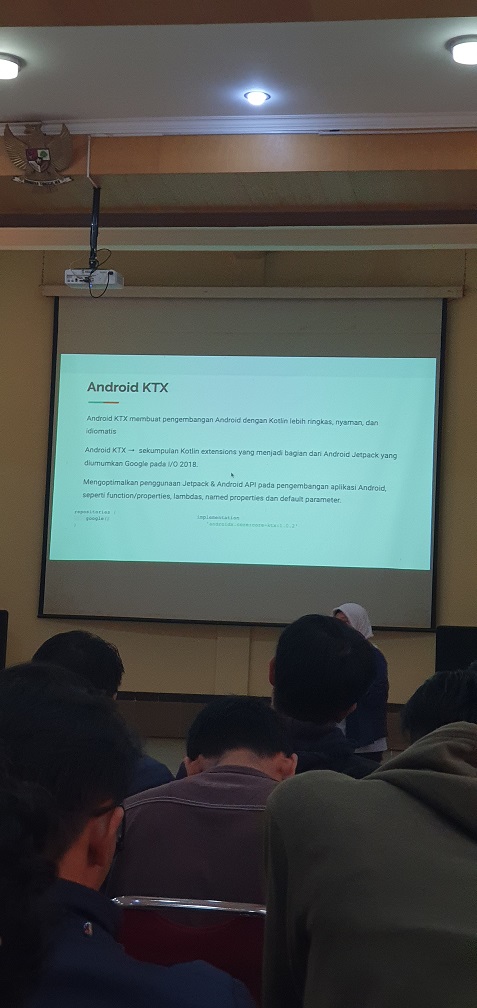 Android KTX
Android KTX membuat pengembangan Android dengan Kotlin lebih ringkas, nyaman, dan
idiomatis
Android KTX → sekumpulan Kotlin extensions yang menjadi bagian dari Android Jetpack yang
diumumkan Google pada I/O 2018.
Mengoptimalkan penggunaan Jetpack & Android API pada pengembangan aplikasi Android,
seperti function/properties, lambdas, named properties dan default parameter.
repositories {
google()
}
implementation